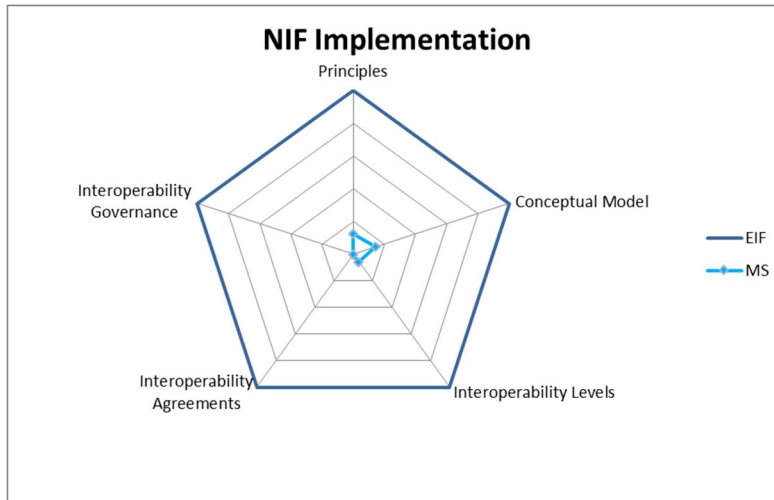 NIF Implementation
Principles
Interoperability
Governance
Conceptual Model
EIF
MS
Interoperability
Agreements
Interoperability Levels